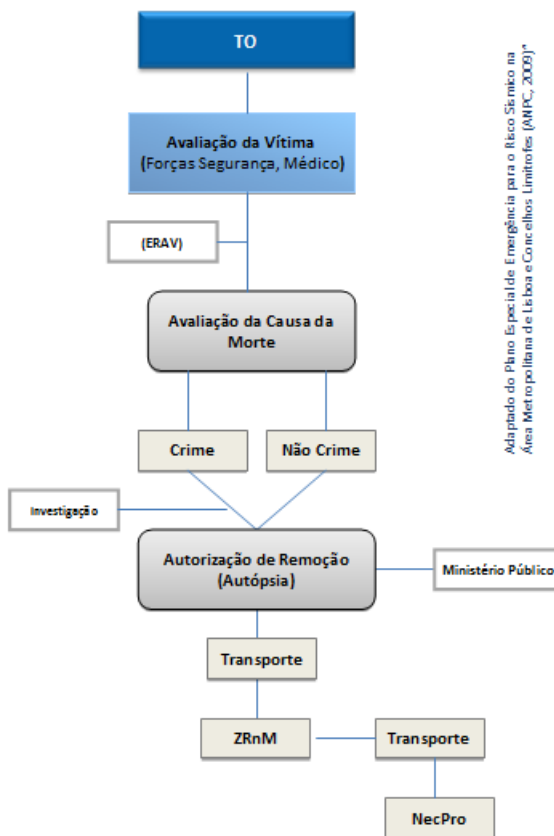 TO
Avaliação da Vítima
(Forças Segurança, Médico)
(ERAV)
Avaliação da Causa da
Morte
Crime
Não Crime
Investigação
Autorização de Remoção
(Autópsia)
Ministério Público
Transporte
ZRnM
Transporte
NecPro
Adaptado do Plano Especial de Emergência para o Risco Sísmico na
Área Metropolitana de Lisboa e Concelhos Limítrofes (ANPC, 2009)"